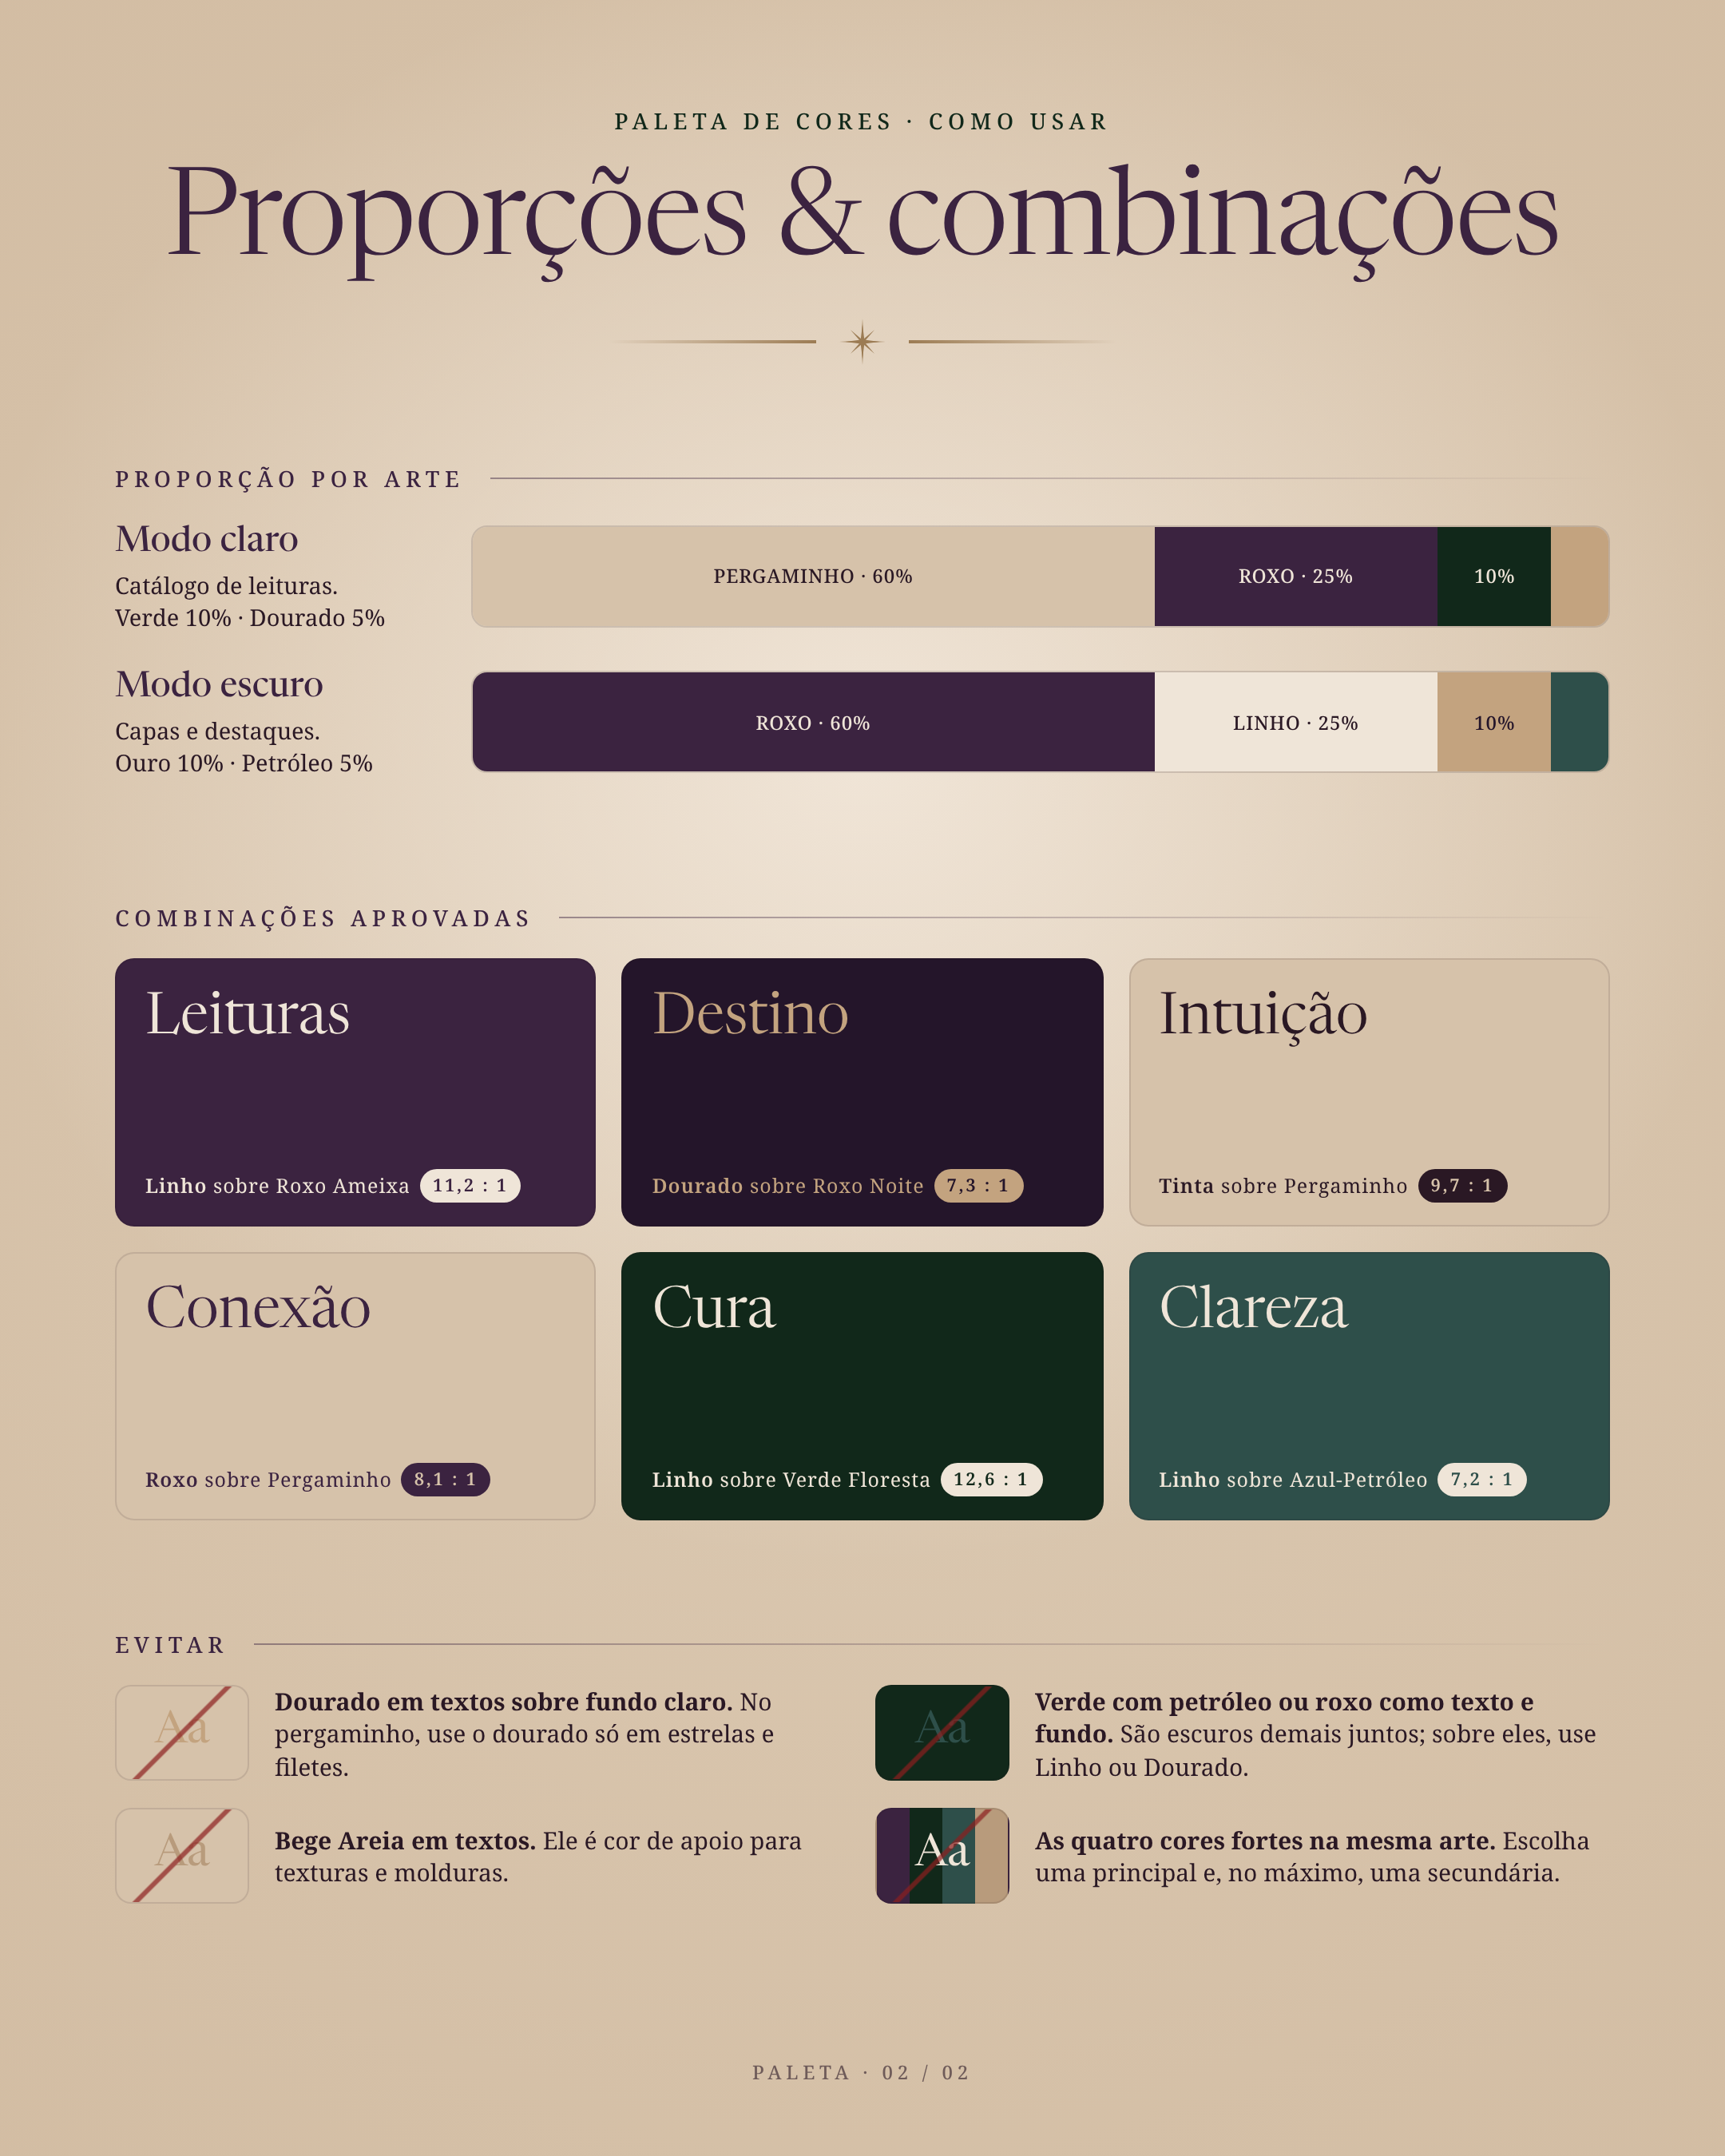 PALETA DE CORES · COMO USAR
Proporções & combinações
PROPORÇÃO POR ARTE
Modo claro
Catálogo de leituras.
Verde 10% · Dourado 5%
PERGAMINHO · 60%
ROXO · 25%
10%
Modo escuro
Capas e destaques.
Ouro 10% · Petróleo 5%
ROXO · 60%
LINHO · 25%
10%
COMBINAÇÕES APROVADAS
Leituras
Linho sobre Roxo Ameixa 11,2 : 1
Destino
Dourado sobre Roxo Noite 7,3 : 1
Intuição
Tinta sobre Pergaminho 9,7 : 1
Conexão
Roxo sobre Pergaminho 8,1 : 1
Cura
Linho sobre Verde Floresta 12,6 : 1
Clareza
Linho sobre Azul-Petróleo 7,2 : 1
EVITAR
Aa
Dourado em textos sobre fundo claro. No
pergaminho, use o dourado só em estrelas e
filetes.
Aa
Verde com petróleo ou roxo como texto e
fundo. São escuros demais juntos; sobre eles, use
Linho ou Dourado.
Aa
Bege Areia em textos. Ele é cor de apoio para
texturas e molduras.
Aa
As quatro cores fortes na mesma arte. Escolha
uma principal e, no máximo, uma secundária.
PALETA · 02 / 02